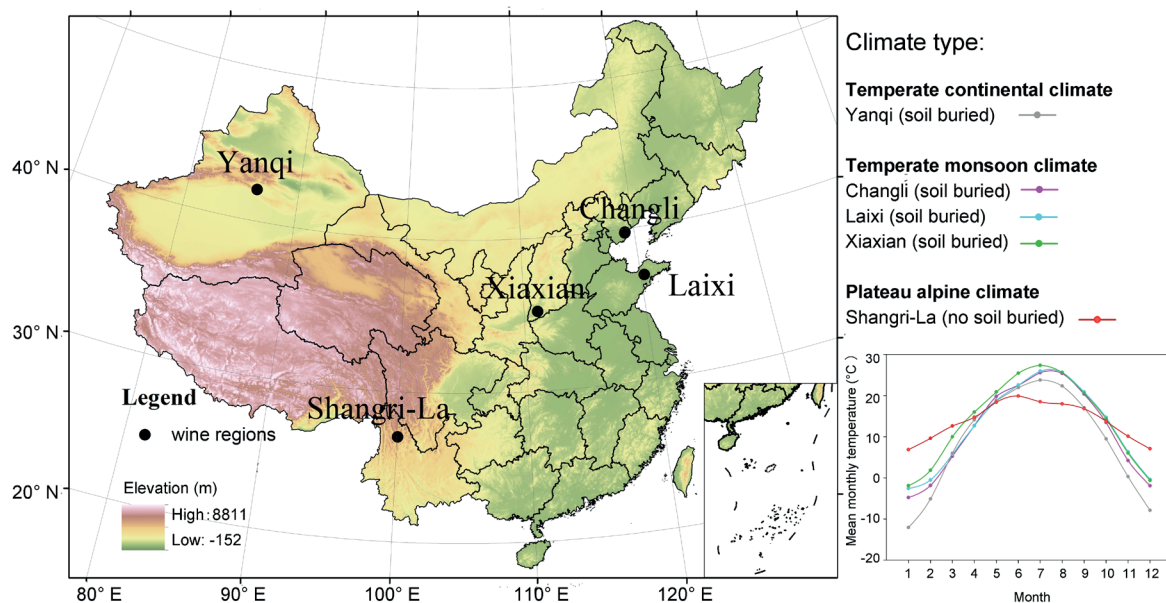 Climate type:
Temperate continental climate
Yanqi (soil buried)
Temperate monsoon climate
Changli (soil buried)
Laixi (soil buried)
Xiaxian (soil buried)
Plateau alpine climate
Shangri-La (no soil buried)
40° N
30° N
20° N
80° E
90° E
100° E
110° E
120° E
Yanqi
Changli
Xiaxian
Laixi
Shangri-La
Legend
wine regions
Elevation (m)
High : 8811
Low: -152
Mean monthly temperature (°C )
30
20
10
0
-10
-20
1 2 3 4 5 6 7 8 9 10 11 12
Month